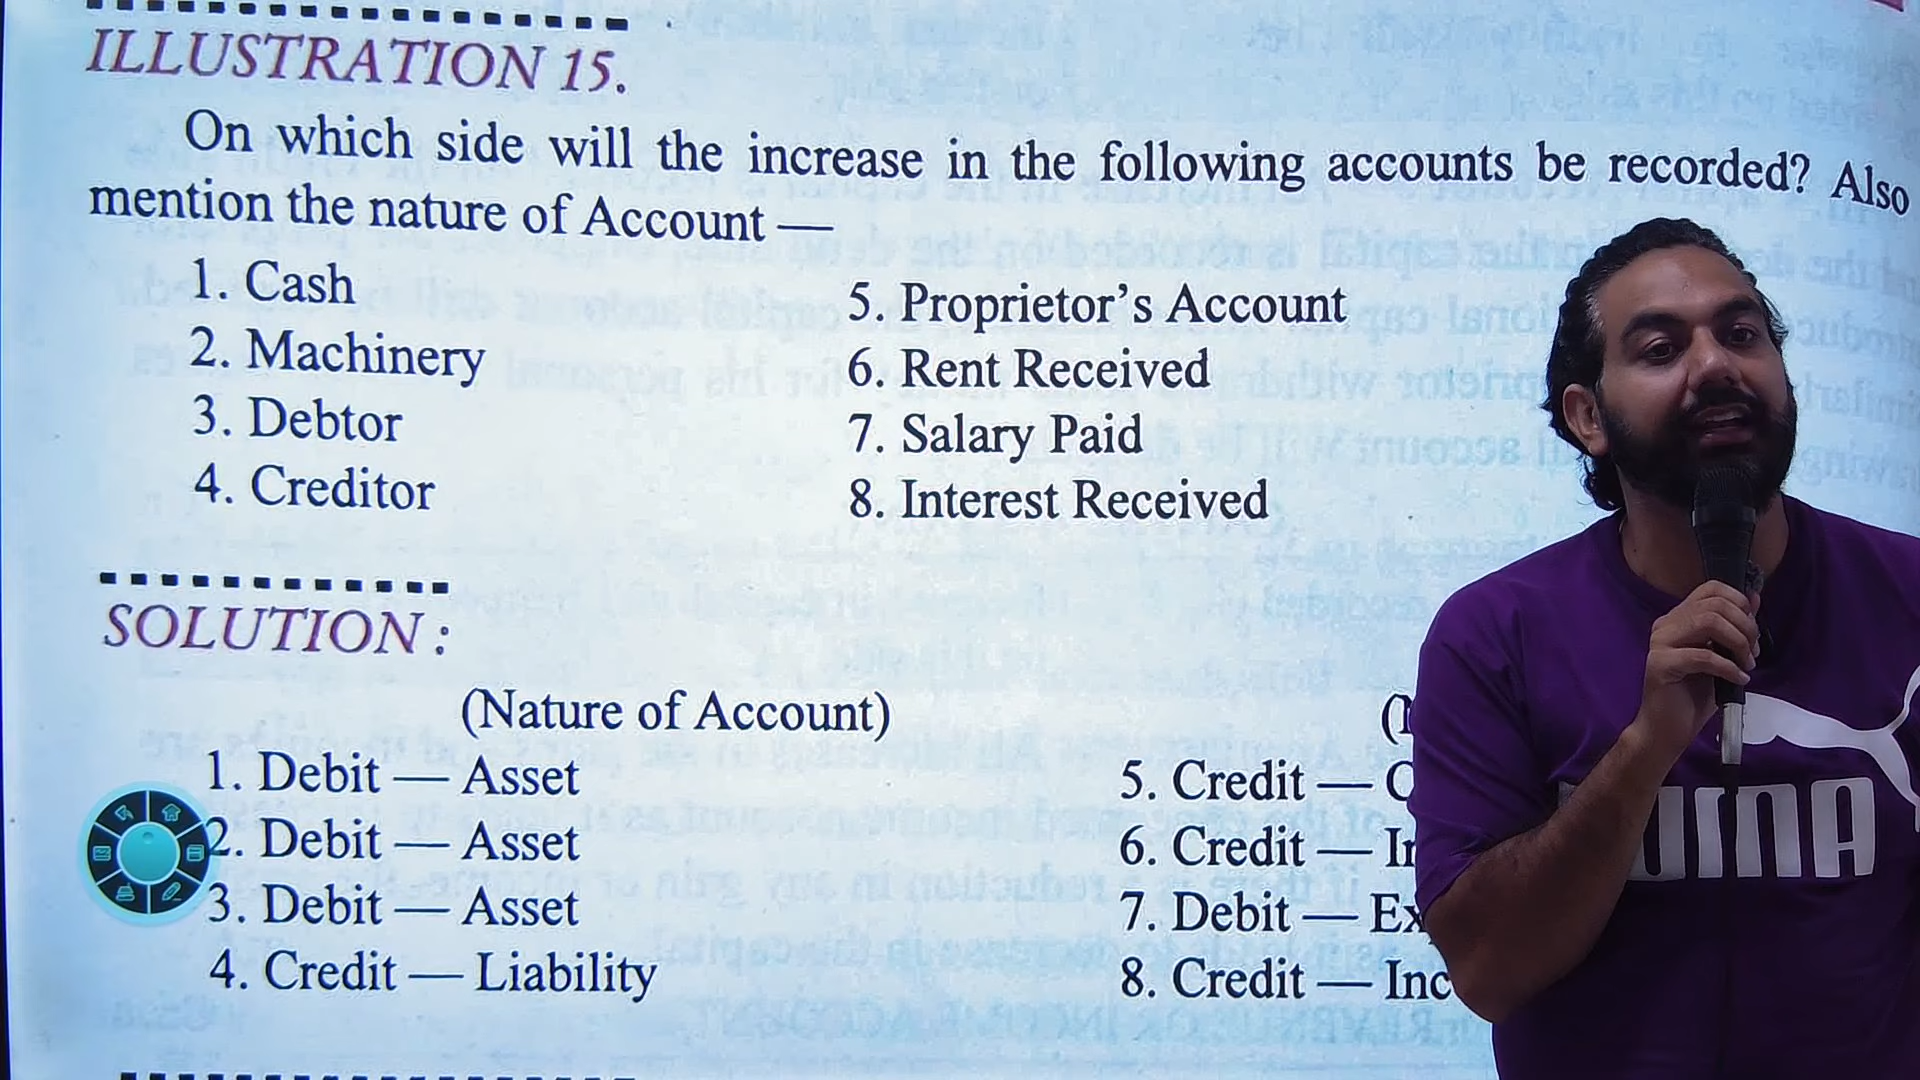 ILLUSTRATION 15.
On which side will the increase in the following accounts be recorded? Also
mention the nature of Account —
1. Cash
2. Machinery
3. Debtor
4. Creditor
5. Proprietor's Account
6. Rent Received
7. Salary Paid
8. Interest Received
SOLUTION :
(Nature of Account)
1. Debit — Asset
2. Debit — Asset
3. Debit — Asset
4. Credit — Liability
5. Credit —
6. Credit —
7. Debit —
8. Credit —
PUMA